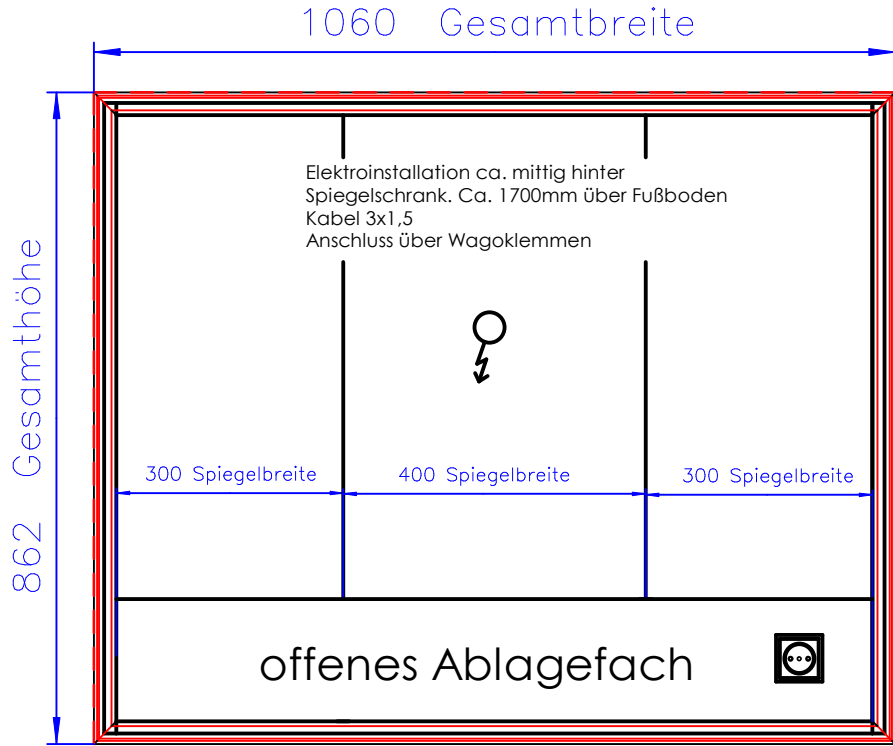 1060 Gesamtbreite
Elektroinstallation ca. mittig hinter
Spiegelschrank. Ca. 1700mm über Fußboden
Kabel 3x1,5
Anschluss über Wagoklemmen
862 Gesamthöhe
300 Spiegelbreite
400 Spiegelbreite
300 Spiegelbreite
offenes Ablagefach